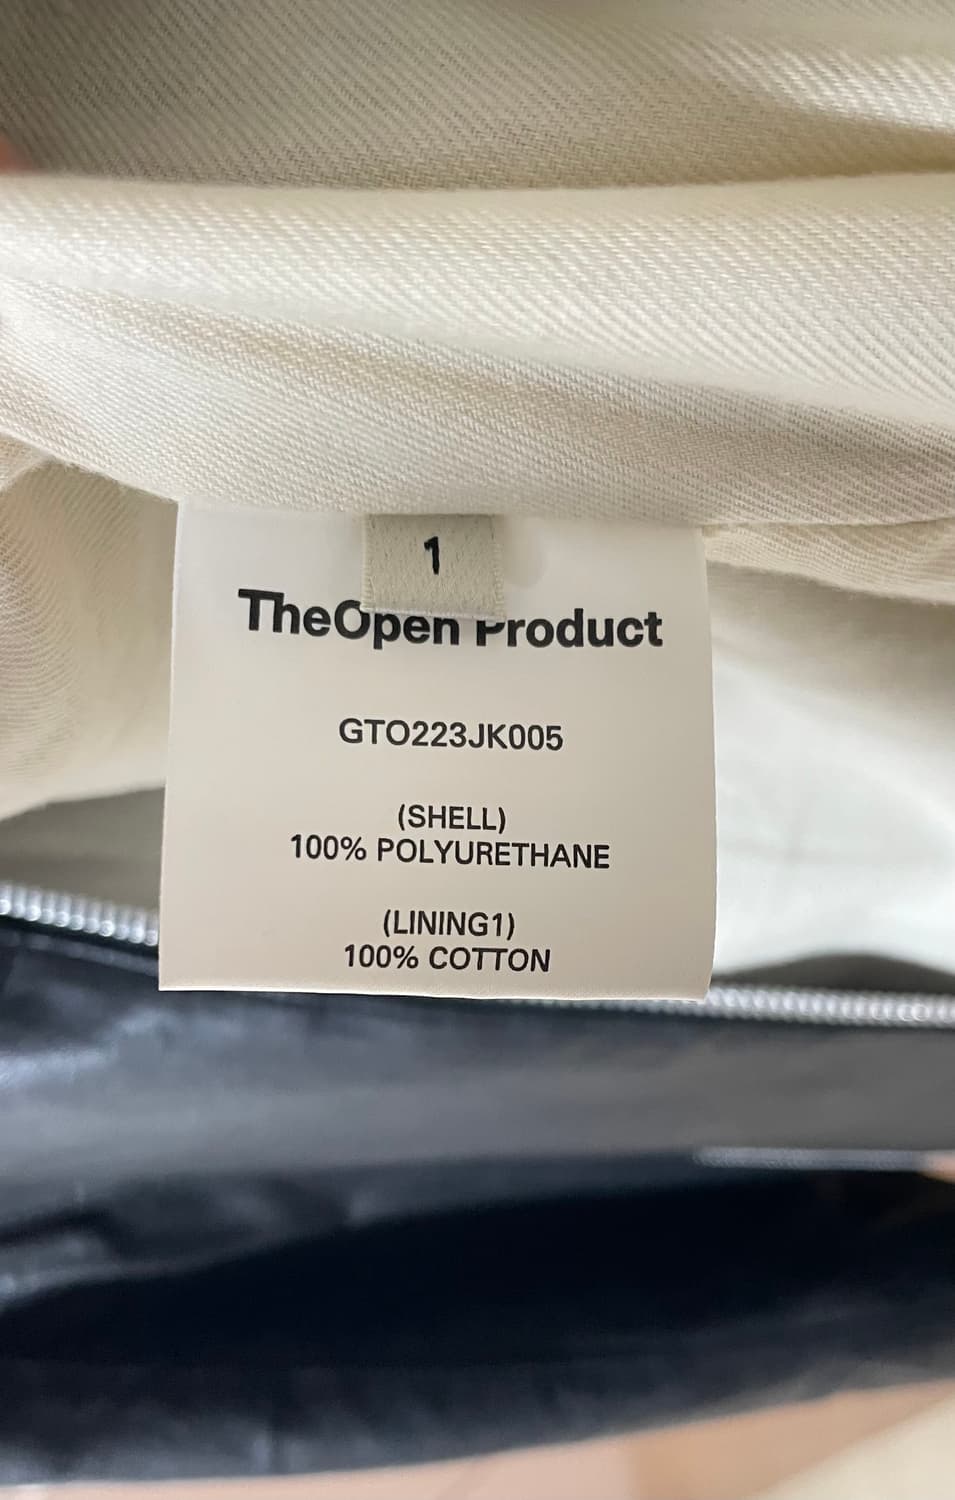 1
TheOpen Product
GTO223JK005
(SHELL)
100% POLYURETHANE
(LINING1)
100% COTTON